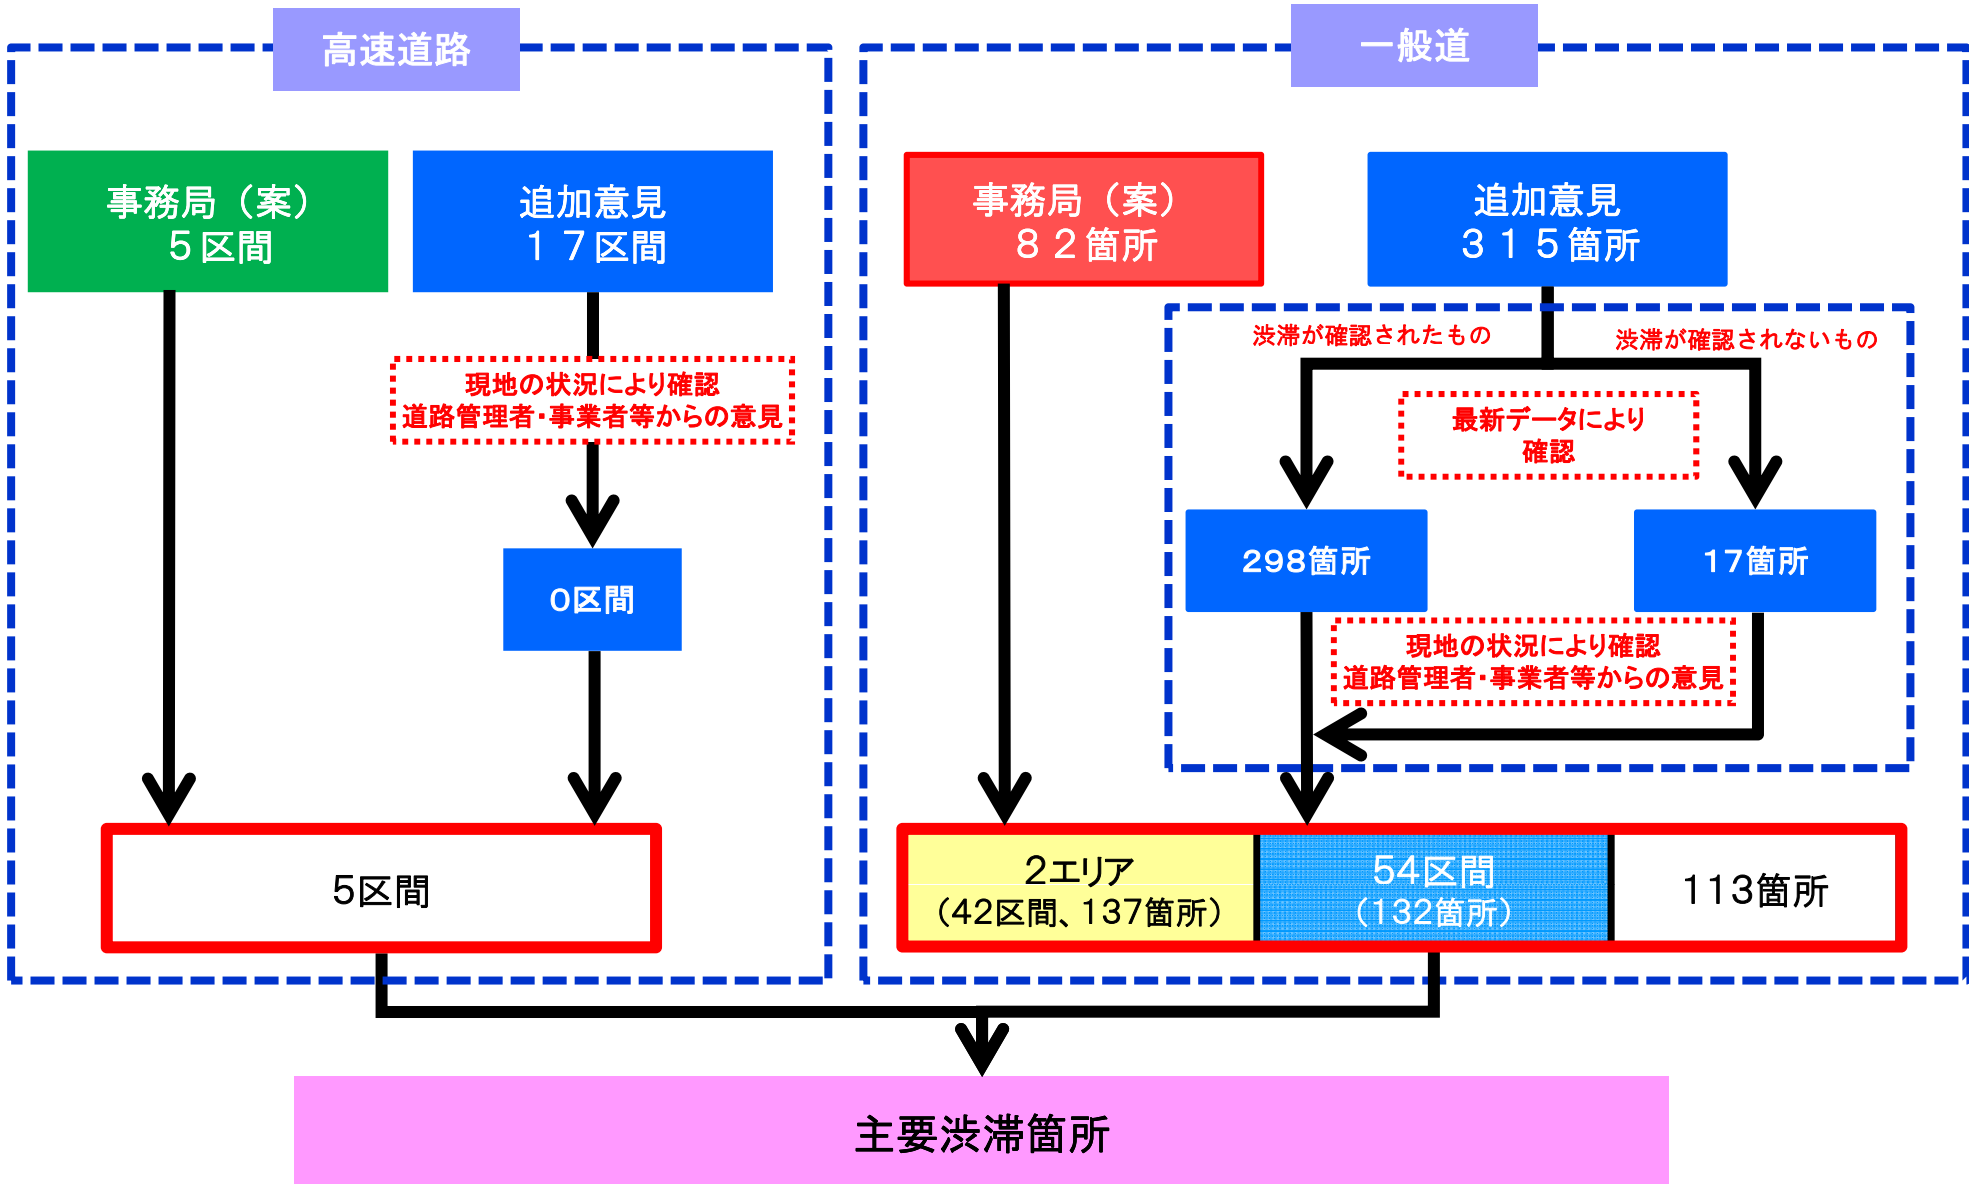 高速道路
事務局（案）
５区間
追加意見
１７区間
現地の状況により確認
道路管理者・事業者等からの意見
0区間
5区間
一般道
事務局（案）
８２箇所
追加意見
３１５箇所
渋滞が確認されたもの
渋滞が確認されないもの
最新データにより
確認
298箇所
17箇所
現地の状況により確認
道路管理者・事業者等からの意見
2エリア
（42区間、137箇所）
54区間
（132箇所）
113箇所
主要渋滞箇所